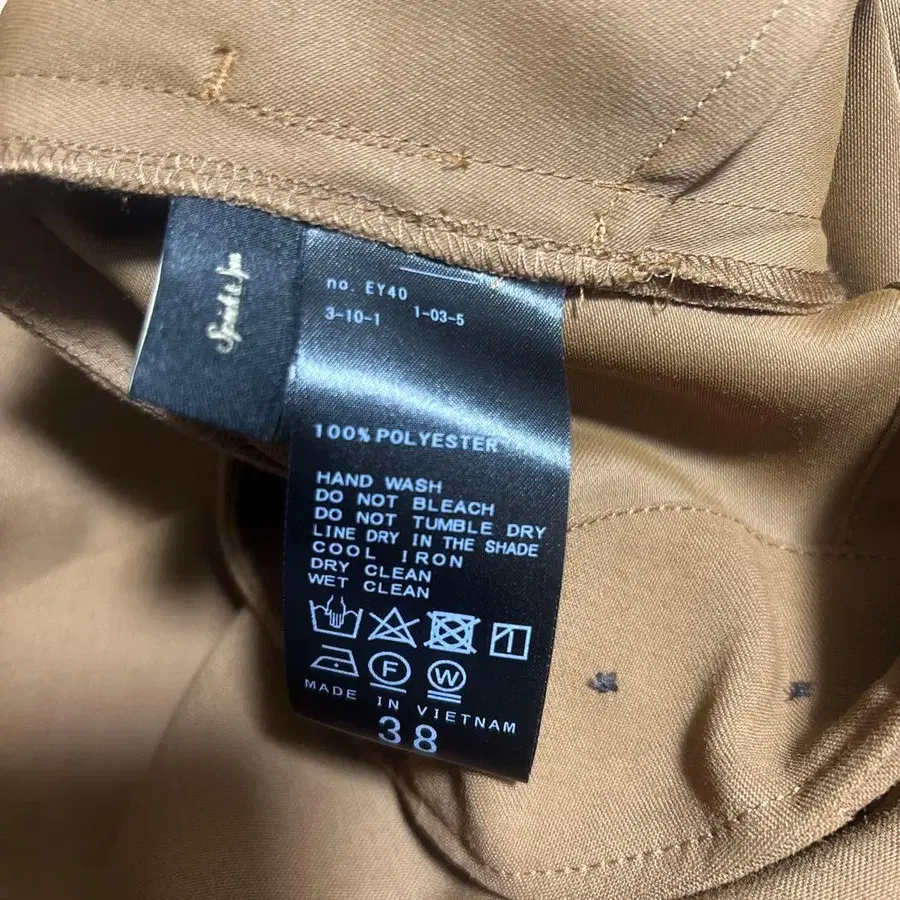 no. EY40
3-10-1 1-03-5
100% POLYESTER
HAND WASH
DO NOT BLEACH
DO NOT TUMBLE DRY
LINE DRY IN THE SHADE
COOL IRON
DRY CLEAN
WET CLEAN
F W
MADE IN VIETNAM
38